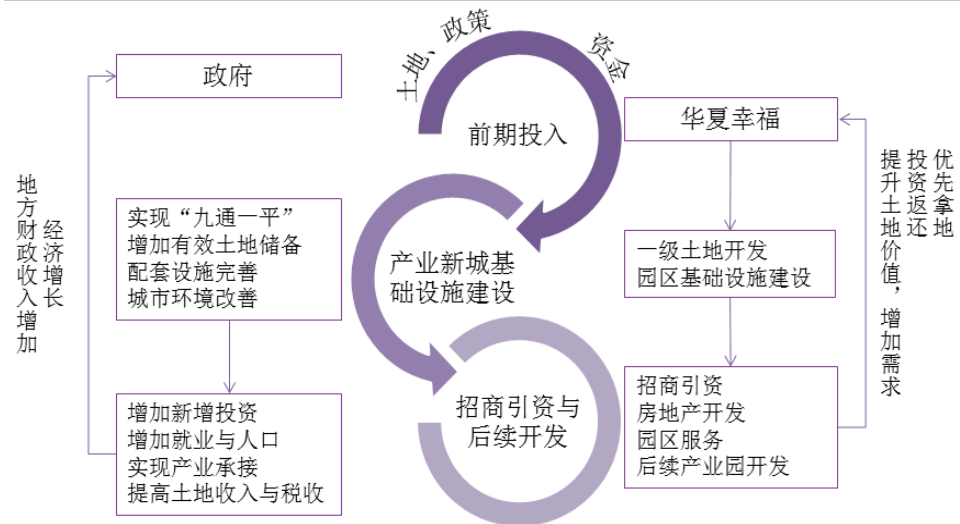 土地、政策
资金
政府
前期投入
华夏幸福
地方财政收入增加
经济增长
实现“九通一平”
增加有效土地储备
配套设施完善
城市环境改善
产业新城基
础设施建设
一级土地开发
园区基础设施建设
优先拿地
投资返还
提升土地价值，增加需求
增加新增投资
增加就业与人口
实现产业承接
提高土地收入与税收
招商引资与
后续开发
招商引资
房地产开发
园区服务
后续产业园开发